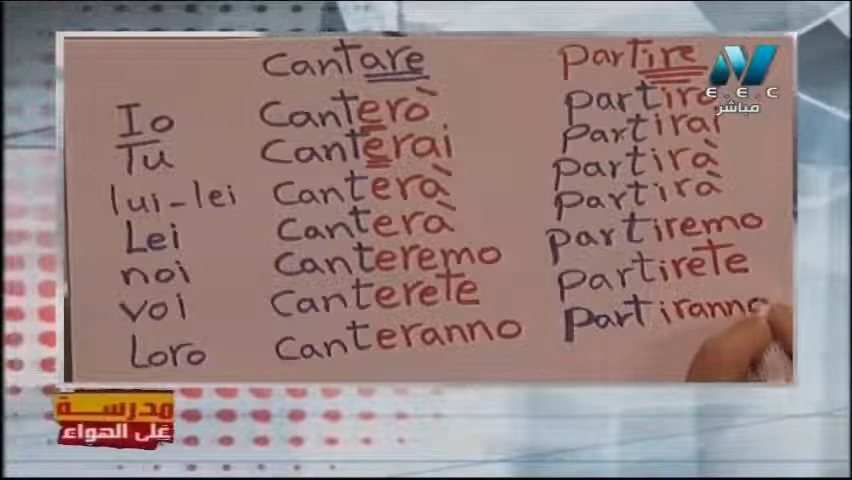 cantare partire
Io canterò partirò
Tu canterai partirai
lui-lei canterà partirà
Lei canterà partirà
noi canteremo partiremo
voi canterete partirete
Loro canteranno partiranno
E.E.C
مباشر
مدرسة
على الهواء